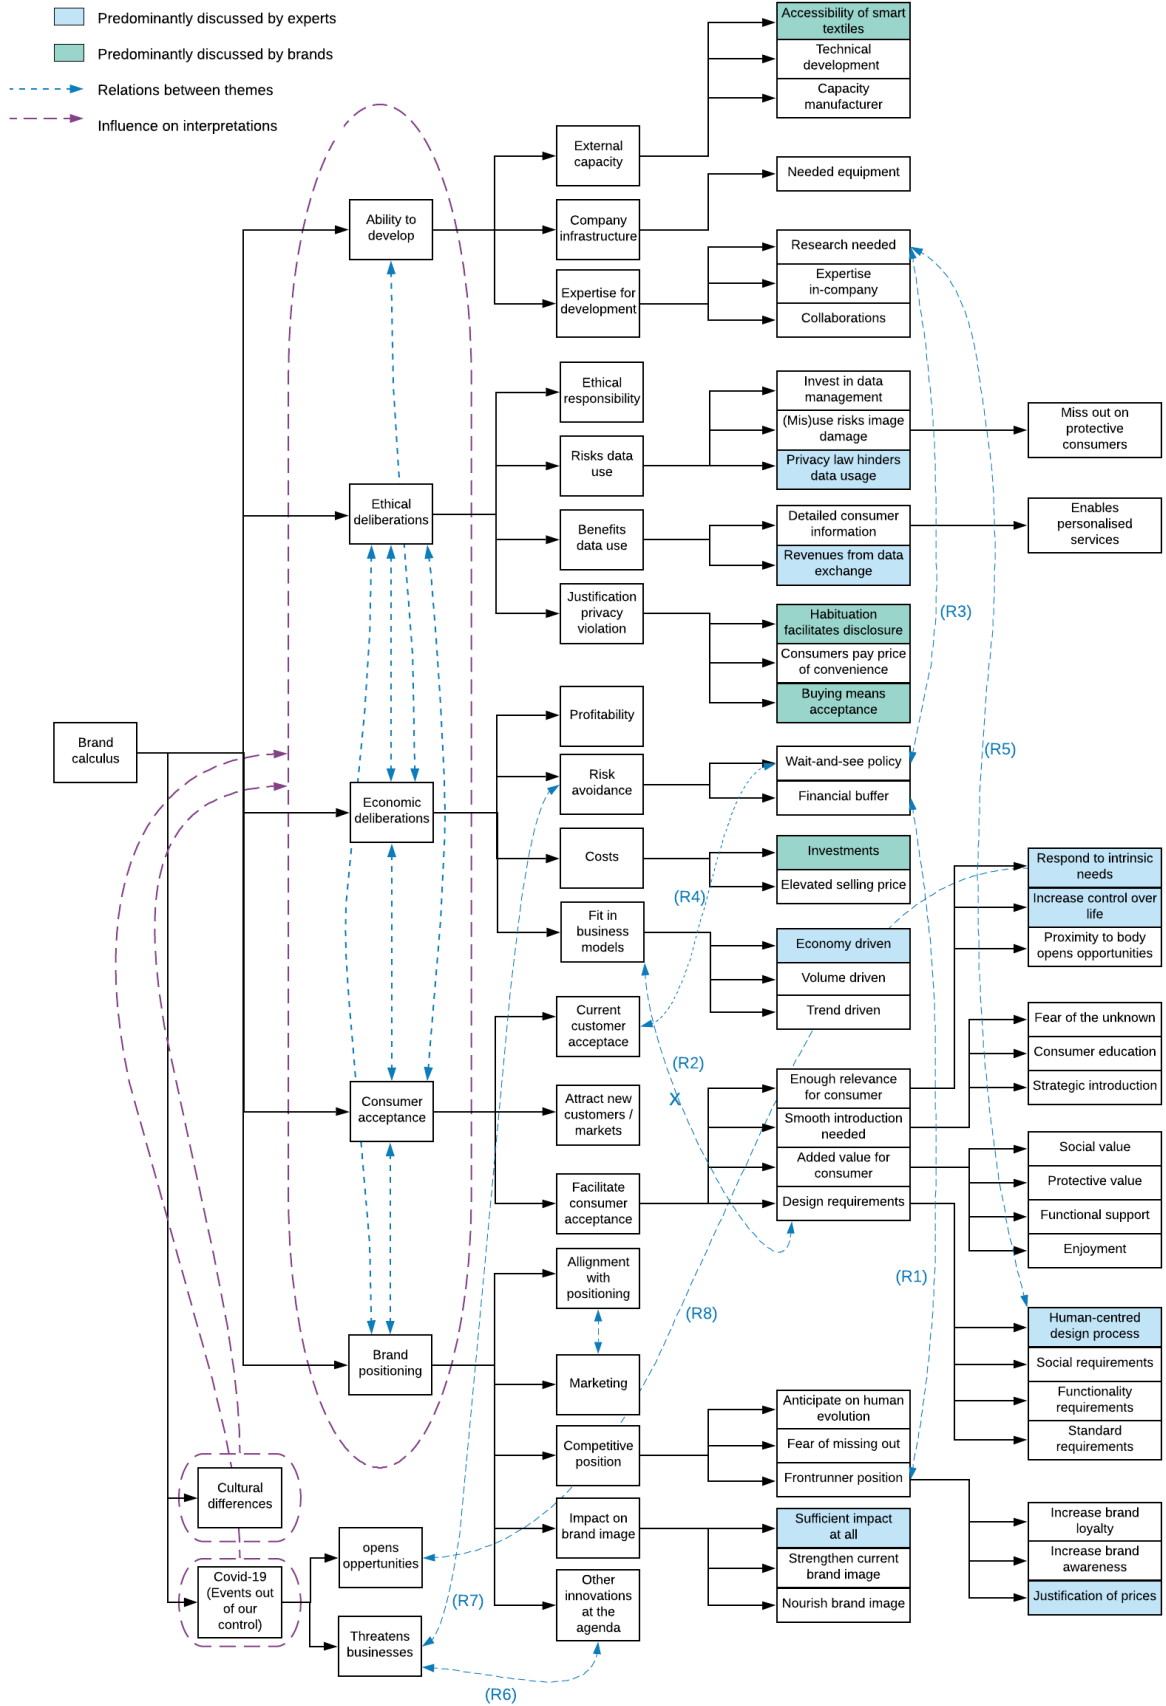 Predominantly discussed by experts
Predominantly discussed by brands
Relations between themes
Influence on interpretations
Brand
calculus
Ability to
develop
Ethical
deliberations
Economic
deliberations
Consumer
acceptance
Brand
positioning
Cultural
differences
Covid-19
(Events out
of our
control)
opens
oppertunities
Threatens
businesses
External
capacity
Company
infrastructure
Expertise for
development
Ethical
responsibility
Risks data
use
Benefits
data use
Justification
privacy
violation
Profitability
Risk
avoidance
Costs
Fit in
business
models
Current
customer
acceptace
Attract new
customers /
markets
Facilitate
consumer
acceptance
Allignment
with
positioning
Marketing
Competitive
position
Impact on
brand image
Other
innovations
at the
agenda
Accessibility of smart
textiles
Technical
development
Capacity
manufacturer
Needed equipment
Research needed
Expertise
in-company
Collaborations
Invest in data
management
(Mis)use risks image
damage
Privacy law hinders
data usage
Detailed consumer
information
Revenues from data
exchange
Habituation
facilitates disclosure
Consumers pay price
of convenience
Buying means
acceptance
Wait-and-see policy
Financial buffer
Investments
Elevated selling price
Economy driven
Volume driven
Trend driven
Enough relevance
for consumer
Smooth introduction
needed
Added value for
consumer
Design requirements
Anticipate on human
evolution
Fear of missing out
Frontrunner position
Sufficient impact
at all
Strengthen current
brand image
Nourish brand image
Miss out on
protective
consumers
Enables
personalised
services
Respond to intrinsic
needs
Increase control over
life
Proximity to body
opens opportunities
Fear of the unknown
Consumer education
Strategic introduction
Social value
Protective value
Functional support
Enjoyment
Human-centred
design process
Social requirements
Functionality
requirements
Standard
requirements
Increase brand
loyalty
Increase brand
awareness
Justification of prices
(R3)
(R5)
(R4)
(R2)
X
(R1)
(R8)
(R7)
(R6)